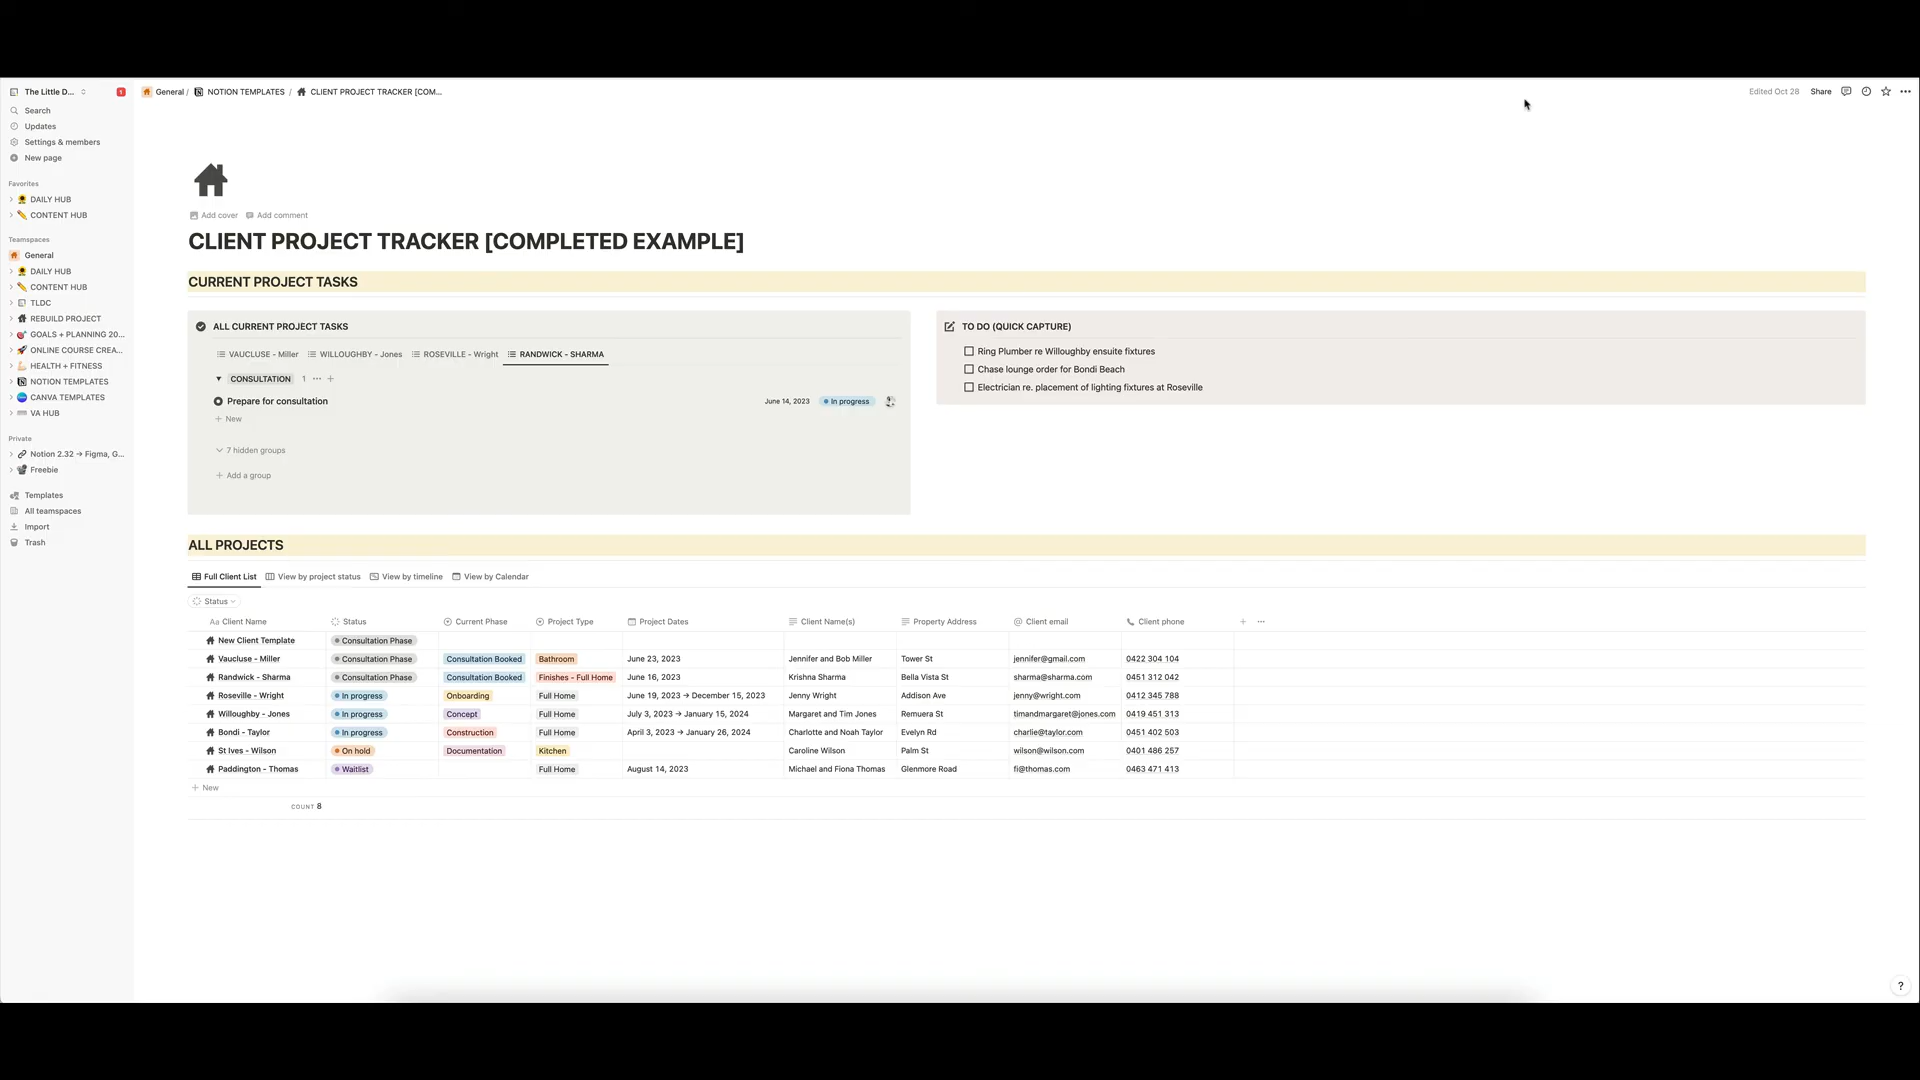 The Little D...
1
Search
Updates
Settings & members
New page
Favorites
DAILY HUB
CONTENT HUB
Teamspaces
General
DAILY HUB
CONTENT HUB
TLDC
REBUILD PROJECT
GOALS + PLANNING 20...
ONLINE COURSE CREA...
HEALTH + FITNESS
NOTION TEMPLATES
CANVA TEMPLATES
VA HUB
Private
Notion 2.32 → Figma, G...
Freebie
Templates
All teamspaces
Import
Trash
General / NOTION TEMPLATES / CLIENT PROJECT TRACKER [COM...
Edited Oct 28 Share
Add cover Add comment
CLIENT PROJECT TRACKER [COMPLETED EXAMPLE]
CURRENT PROJECT TASKS
ALL CURRENT PROJECT TASKS
VAUCLUSE - Miller WILLOUGHBY - Jones ROSEVILLE - Wright RANDWICK - SHARMA
CONSULTATION 1
Prepare for consultation June 14, 2023 In progress
New
7 hidden groups
Add a group
TO DO (QUICK CAPTURE)
Ring Plumber re Willoughby ensuite fixtures
Chase lounge order for Bondi Beach
Electrician re. placement of lighting fixtures at Roseville
ALL PROJECTS
Full Client List View by project status View by timeline View by Calendar
Status
Aa Client Name Status Current Phase Project Type Project Dates Client Name(s) Property Address Client email Client phone
New Client Template Consultation Phase
Vaucluse - Miller Consultation Phase Consultation Booked Bathroom June 23, 2023 Jennifer and Bob Miller Tower St jennifer@gmail.com 0422 304 104
Randwick - Sharma Consultation Phase Consultation Booked Finishes - Full Home June 16, 2023 Krishna Sharma Bella Vista St sharma@sharma.com 0451 312 042
Roseville - Wright In progress Onboarding Full Home June 19, 2023 → December 15, 2023 Jenny Wright Addison Ave jenny@wright.com 0412 345 788
Willoughby - Jones In progress Concept Full Home July 3, 2023 → January 15, 2024 Margaret and Tim Jones Remuera St timandmargaret@jones.com 0419 451 313
Bondi - Taylor In progress Construction Full Home April 3, 2023 → January 26, 2024 Charlotte and Noah Taylor Evelyn Rd charlie@taylor.com 0451 402 503
St Ives - Wilson On hold Documentation Kitchen Caroline Wilson Palm St wilson@wilson.com 0401 486 257
Paddington - Thomas Waitlist Full Home August 14, 2023 Michael and Fiona Thomas Glenmore Road fi@thomas.com 0463 471 413
New
COUNT 8
?